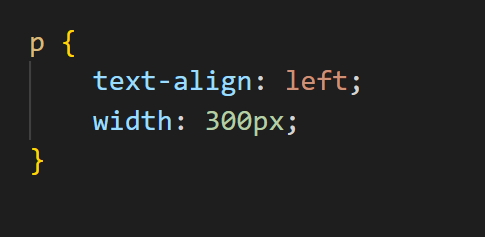 p {
    text-align: left;
    width: 300px;
}